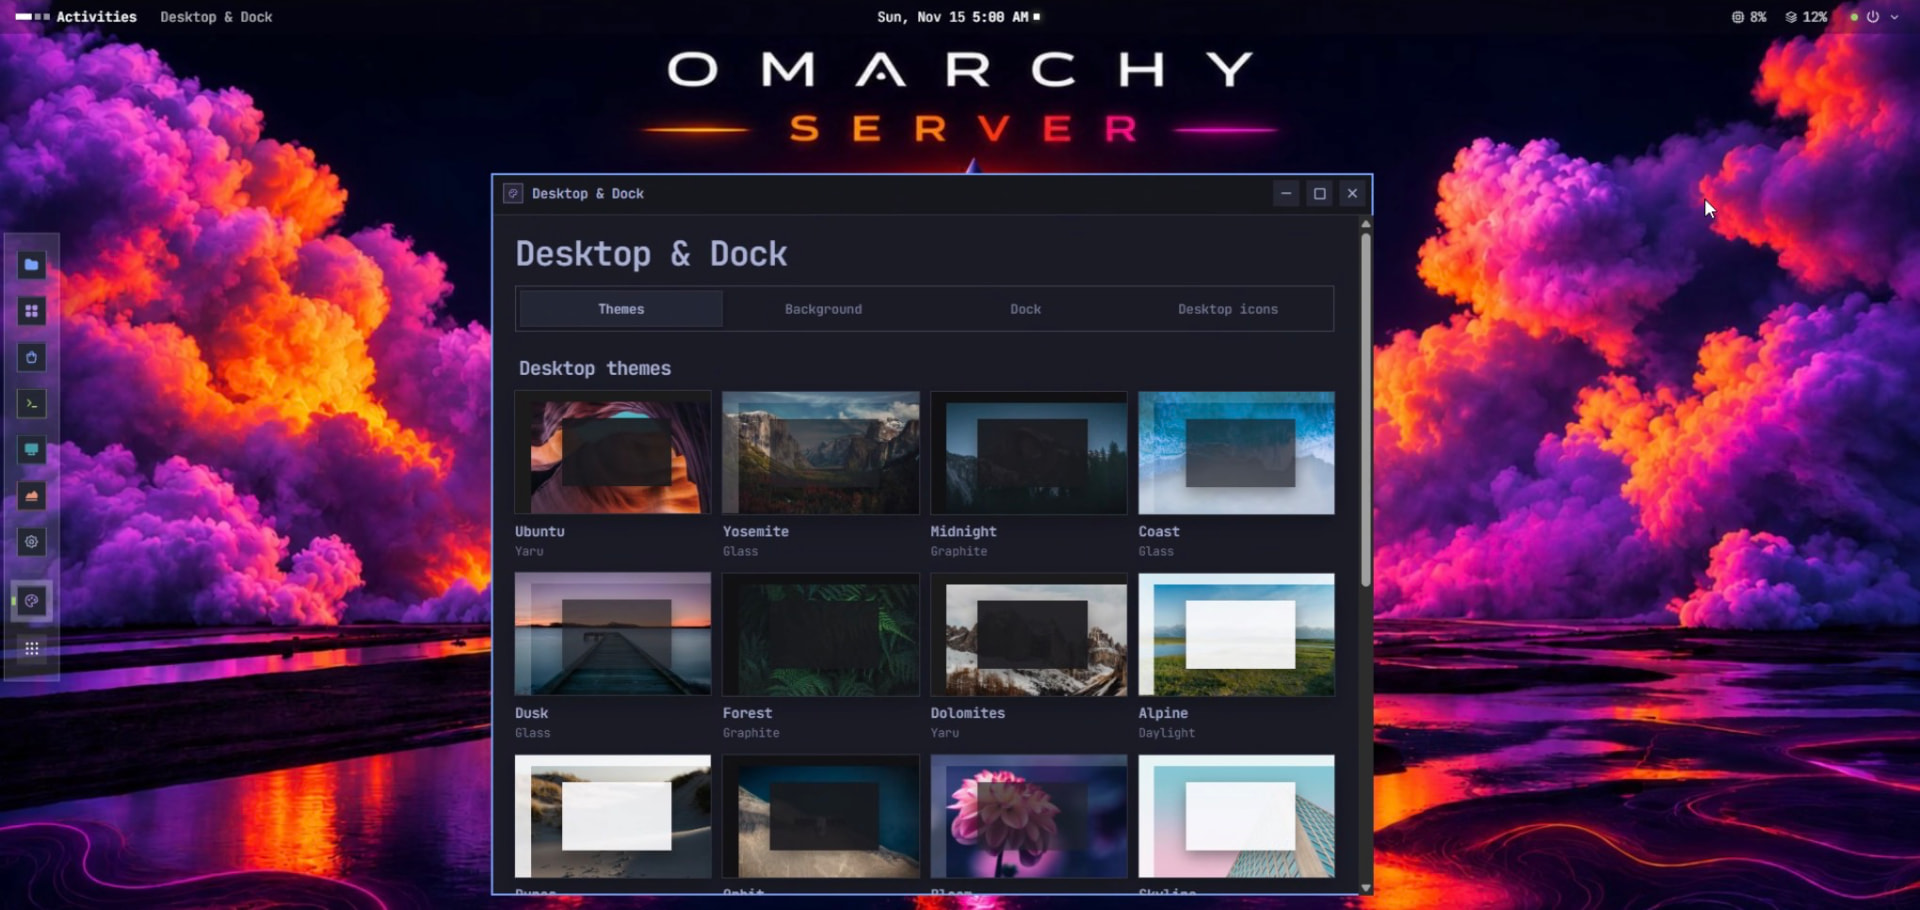 Activities Desktop & Dock Sun, Nov 15 5:00 AM 8% 12%
OMARCHY
SERVER
Desktop & Dock
Desktop & Dock
Themes Background Dock Desktop icons
Desktop themes
Ubuntu Yosemite Midnight Coast
Yaru Glass Graphite Glass
Dusk Forest Dolomites Alpine
Glass Graphite Yaru Daylight